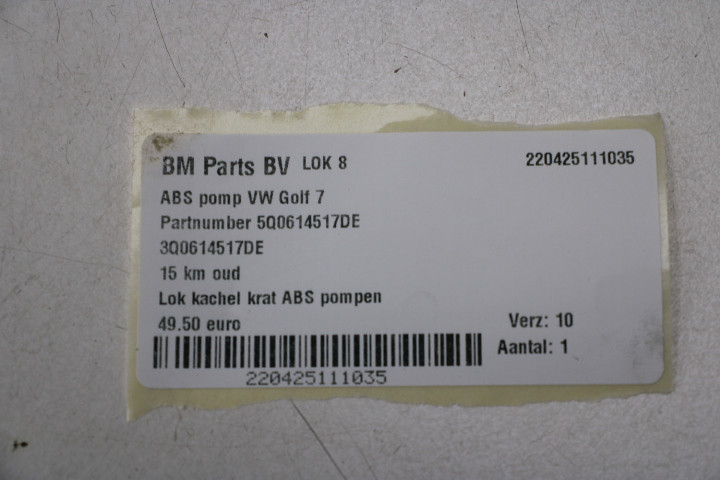 BM Parts BV LOK 8 220425111035
ABS pomp VW Golf 7
Partnumber 5Q0614517DE
3Q0614517DE
15 km oud
Lok kachel krat ABS pompen
49.50 euro Verz: 10
Aantal: 1
220425111035